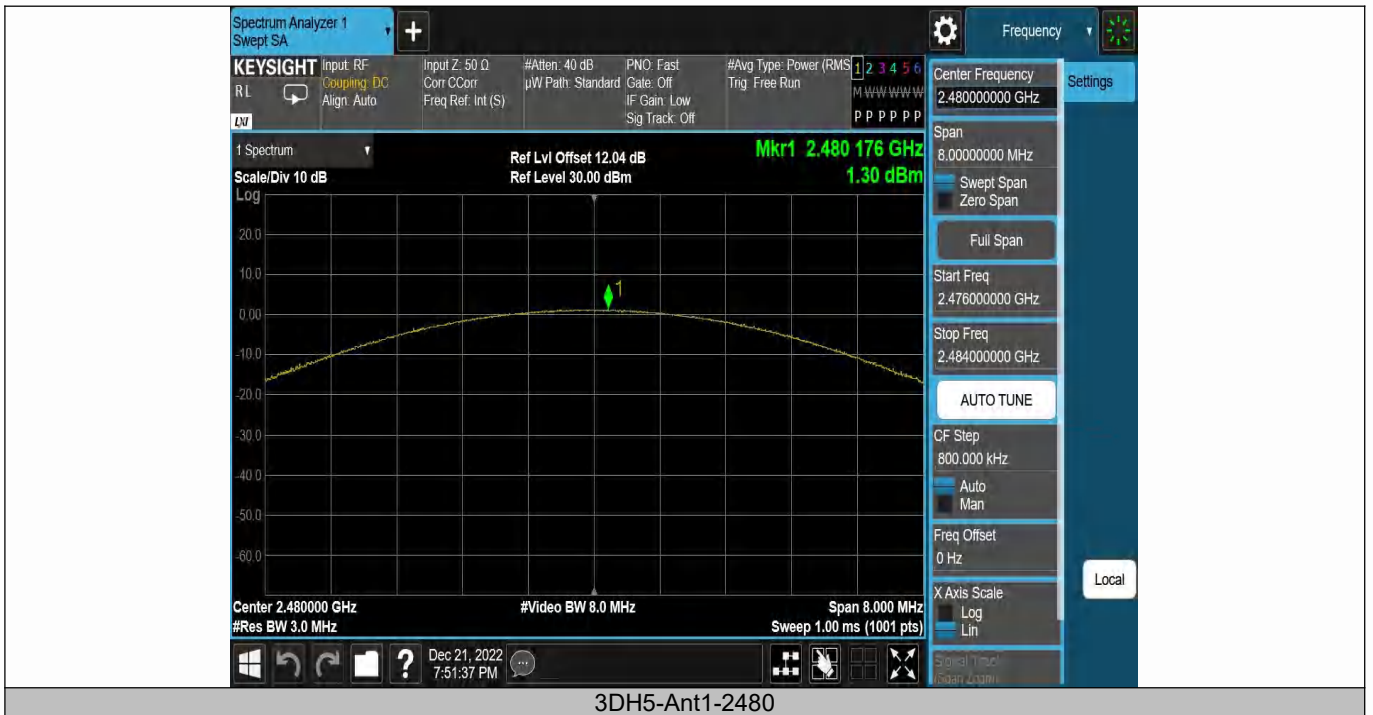 Spectrum Analyzer 1
Swept SA
+
Frequency
KEYSIGHT
RL
LXI
Input: RF
Coupling: DC
Align: Auto
Input Z: 50 Ω
Corr CCorr
Freq Ref: Int (S)
#Atten: 40 dB
µW Path: Standard
PNO: Fast
Gate: Off
IF Gain: Low
Sig Track: Off
#Avg Type: Power (RMS
Trig: Free Run
1 2 3 4 5 6
M W W W W W
P P P P P P
1 Spectrum
Scale/Div 10 dB
Ref Lvl Offset 12.04 dB
Ref Level 30.00 dBm
Mkr1 2.480 176 GHz
1.30 dBm
Log
20.0
10.0
0.00
-10.0
-20.0
-30.0
-40.0
-50.0
-60.0
1
Center 2.480000 GHz
#Res BW 3.0 MHz
#Video BW 8.0 MHz
Span 8.000 MHz
Sweep 1.00 ms (1001 pts)
Center Frequency
2.480000000 GHz
Settings
Span
8.00000000 MHz
Swept Span
Zero Span
Full Span
Start Freq
2.476000000 GHz
Stop Freq
2.484000000 GHz
AUTO TUNE
CF Step
800.000 kHz
Auto
Man
Freq Offset
0 Hz
X Axis Scale
Log
Lin
Signal Track
(Span Zoom)
Local
?
Dec 21, 2022
7:51:37 PM
3DH5-Ant1-2480